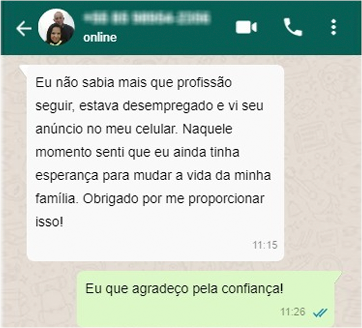 online
Eu não sabia mais que profissão
seguir, estava desempregado e vi seu
anúncio no meu celular. Naquele
momento senti que eu ainda tinha
esperança para mudar a vida da minha
família. Obrigado por me proporcionar
isso!
11:15
Eu que agradeço pela confiança!
11:26